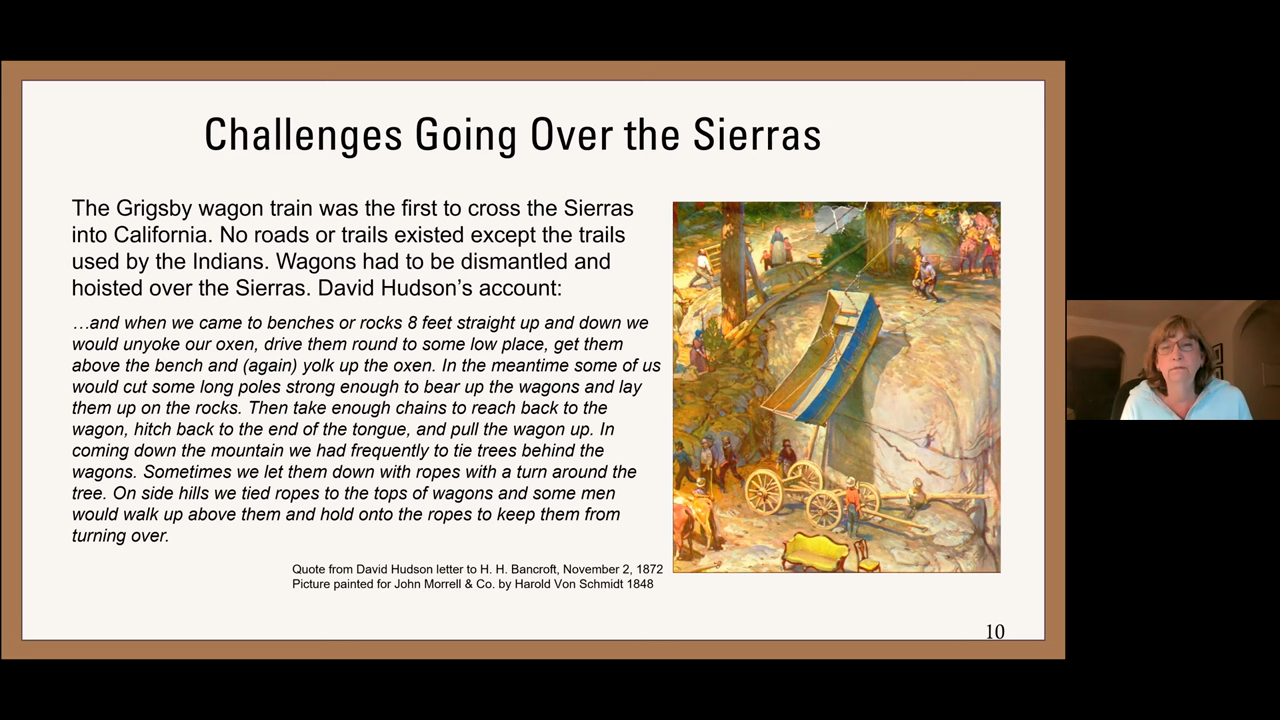 Challenges Going Over the Sierras
The Grigsby wagon train was the first to cross the Sierras
into California. No roads or trails existed except the trails
used by the Indians. Wagons had to be dismantled and
hoisted over the Sierras. David Hudson’s account:
…and when we came to benches or rocks 8 feet straight up and down we
would unyoke our oxen, drive them round to some low place, get them
above the bench and (again) yolk up the oxen. In the meantime some of us
would cut some long poles strong enough to bear up the wagons and lay
them up on the rocks. Then take enough chains to reach back to the
wagon, hitch back to the end of the tongue, and pull the wagon up. In
coming down the mountain we had frequently to tie trees behind the
wagons. Sometimes we let them down with ropes with a turn around the
tree. On side hills we tied ropes to the tops of wagons and some men
would walk up above them and hold onto the ropes to keep them from
turning over.
Quote from David Hudson letter to H. H. Bancroft, November 2, 1872
Picture painted for John Morrell & Co. by Harold Von Schmidt 1848
10